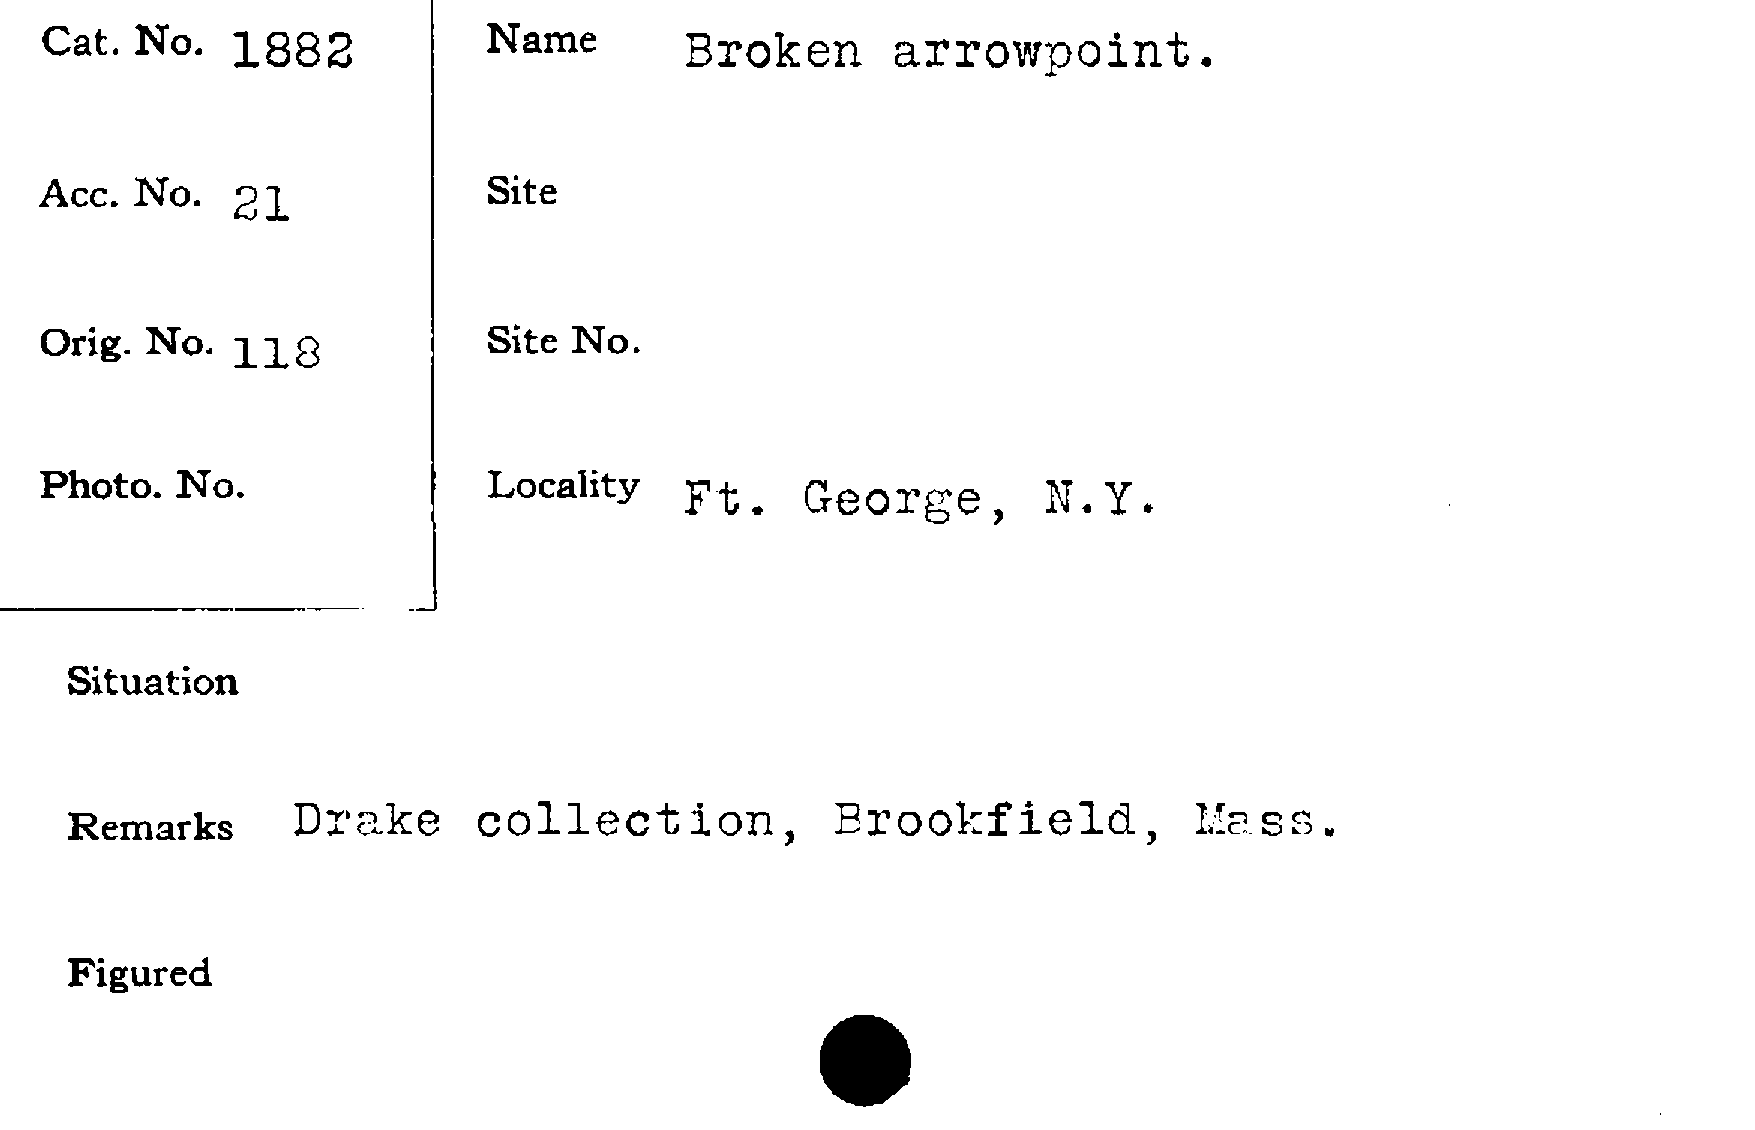 Cat. No. 1882
Acc. No. 21
Orig. No. 118
Photo. No.
Name Broken arrowpoint.
Site
Site No.
Locality Ft. George, N.Y.
Situation
Remarks Drake collection, Brookfield, Mass.
Figured